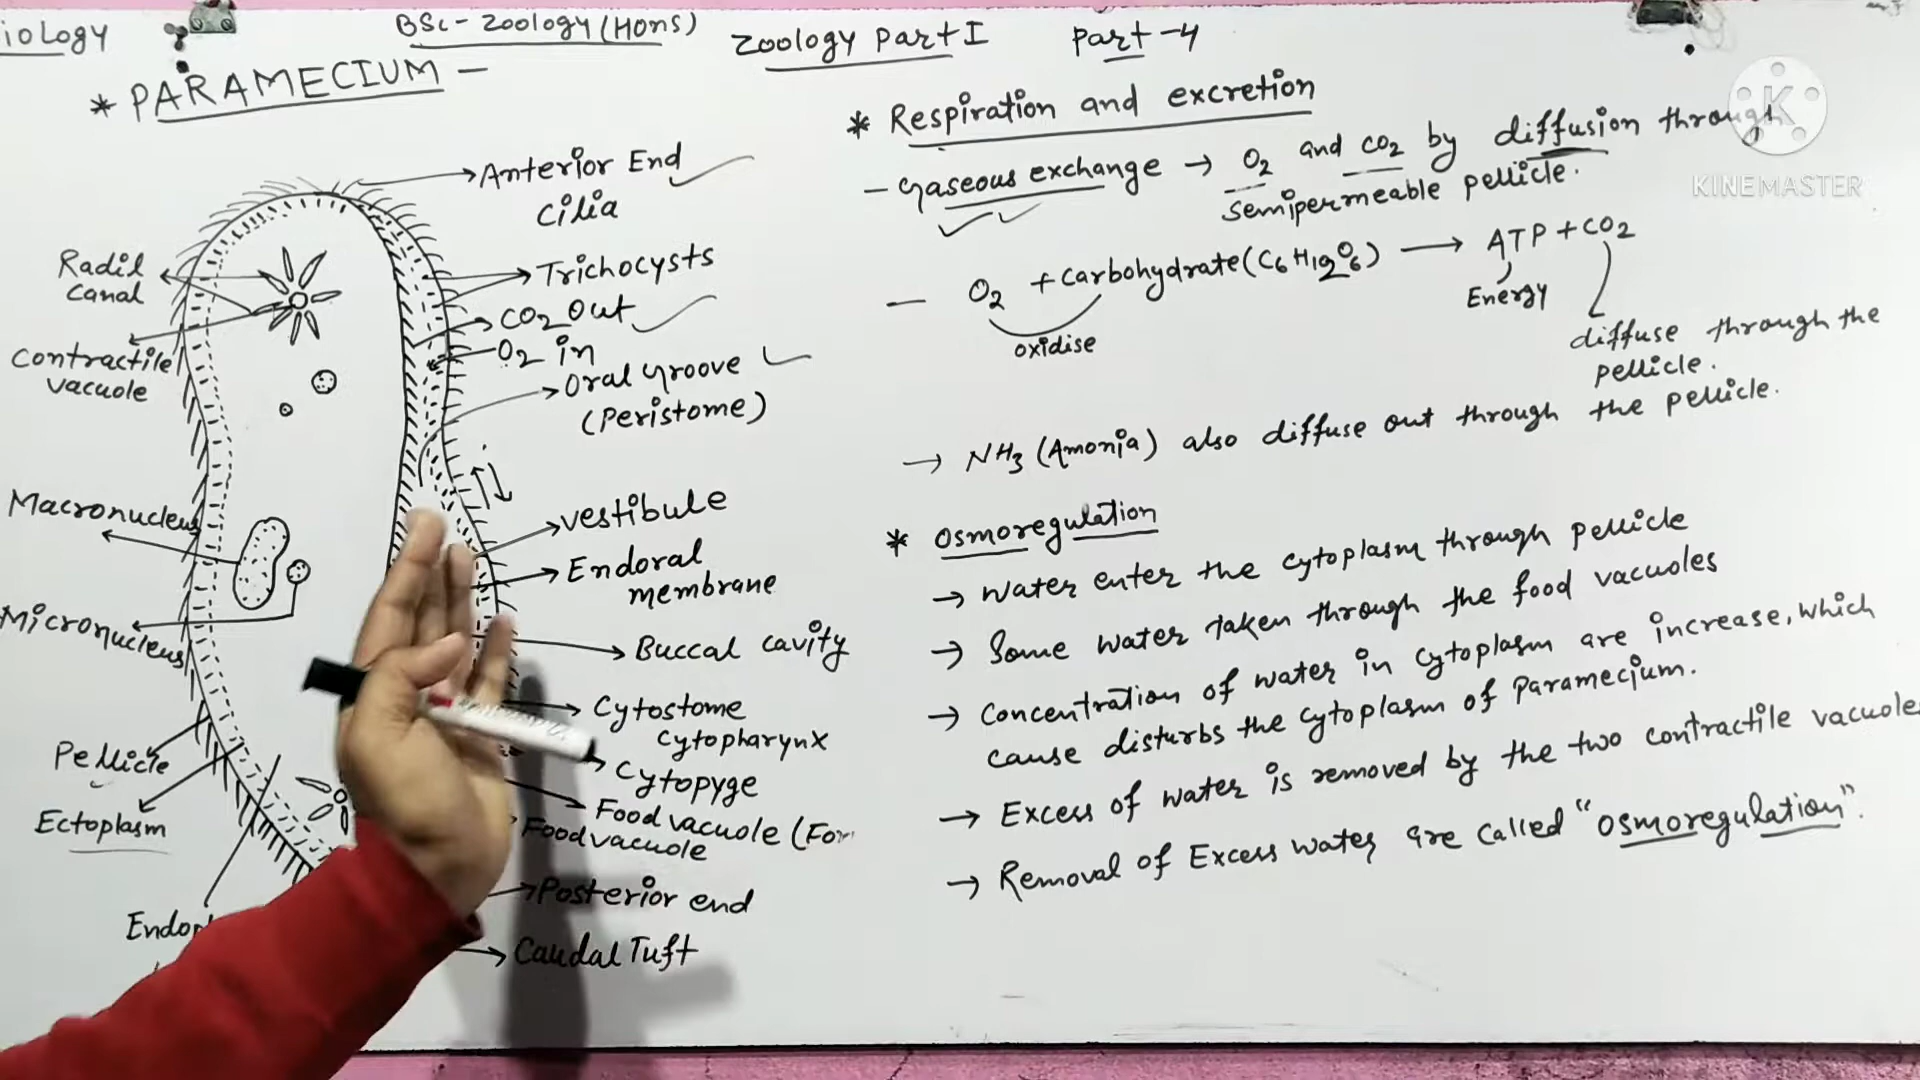 iology
BSc - Zoology (Hons)
Zoology Part I
Part - 4
* PARAMECIUM -
Anterior End
Cilia
Trichocysts
CO2 Out
O2 in
Oral groove
(Peristome)
vestibule
Endoral
membrane
Buccal cavity
Cytostome
Cytopharynx
Cytopyge
Food vacuole (For
Food vacuole
Posterior end
Caudal Tuft
Radil
canal
Contractile
vacuole
Macronucleus
Micronucleus
Pellicle
Ectoplasm
Endop
* Respiration and excretion
- Gaseous exchange → O2 and CO2 by diffusion through
semipermeable pellicle.
- O2 + carbohydrate (C6H12O6) → ATP + CO2
oxidise
Energy
diffuse through the
pellicle.
→ NH3 (Amonia) also diffuse out through the pellicle.
* Osmoregulation
→ Water enter the cytoplasm through pellicle
→ Some water taken through the food vacuoles
→ Concentration of water in cytoplasm are increase, which
cause disturbs the cytoplasm of Paramecium.
→ Excess of water is removed by the two contractile vacuoles
→ Removal of Excess water are called "Osmoregulation".
K
KINEMASTER